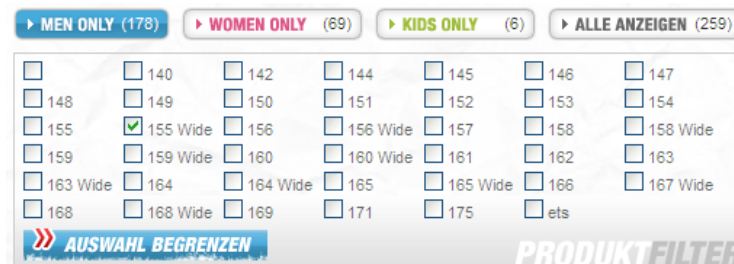 MEN ONLY (178) WOMEN ONLY (69) KIDS ONLY (6) ALLE ANZEIGEN (259)
140 142 144 145 146 147
148 149 150 151 152 153 154
155 155 Wide 156 156 Wide 157 158 158 Wide
159 159 Wide 160 160 Wide 161 162 163
163 Wide 164 164 Wide 165 165 Wide 166 167 Wide
168 168 Wide 169 171 175 ets
AUSWAHL BEGRENZEN PRODUKTFILTER